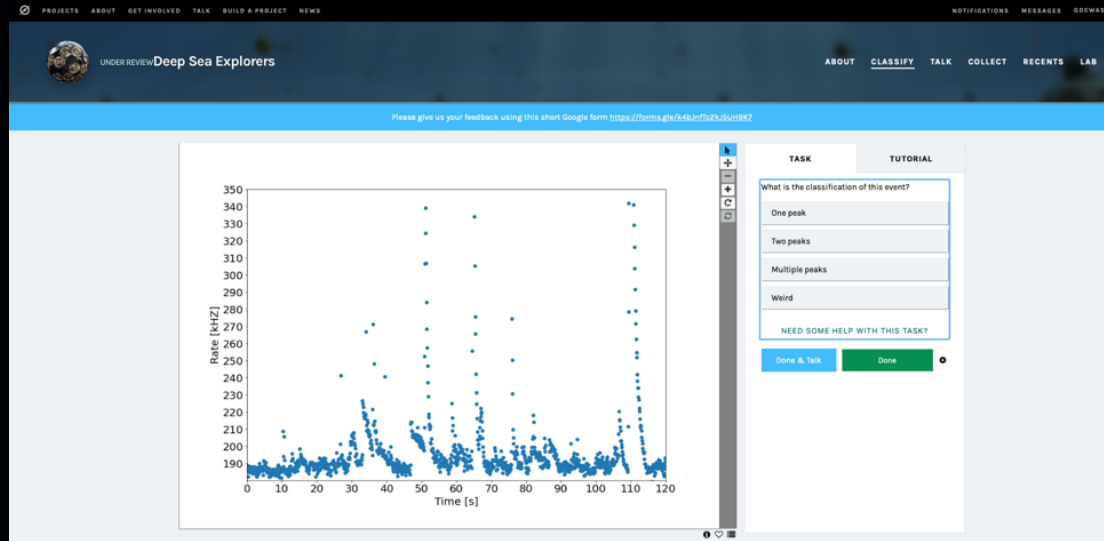 PROJECTS ABOUT GET INVOLVED TALK BUILD A PROJECT NEWS NOTIFICATIONS MESSAGES GDEWAS
UNDER REVIEW Deep Sea Explorers ABOUT CLASSIFY TALK COLLECT RECENTS LAB
Please give us your feedback using this short Google form
TASK TUTORIAL
What is the classification of this event?
One peak
Two peaks
Multiple peaks
Weird
NEED SOME HELP WITH THIS TASK?
Done & Talk Done
Rate [kHZ]
350
340
330
320
310
300
290
280
270
260
250
240
230
220
210
200
190
0 10 20 30 40 50 60 70 80 90 100 110 120
Time [s]